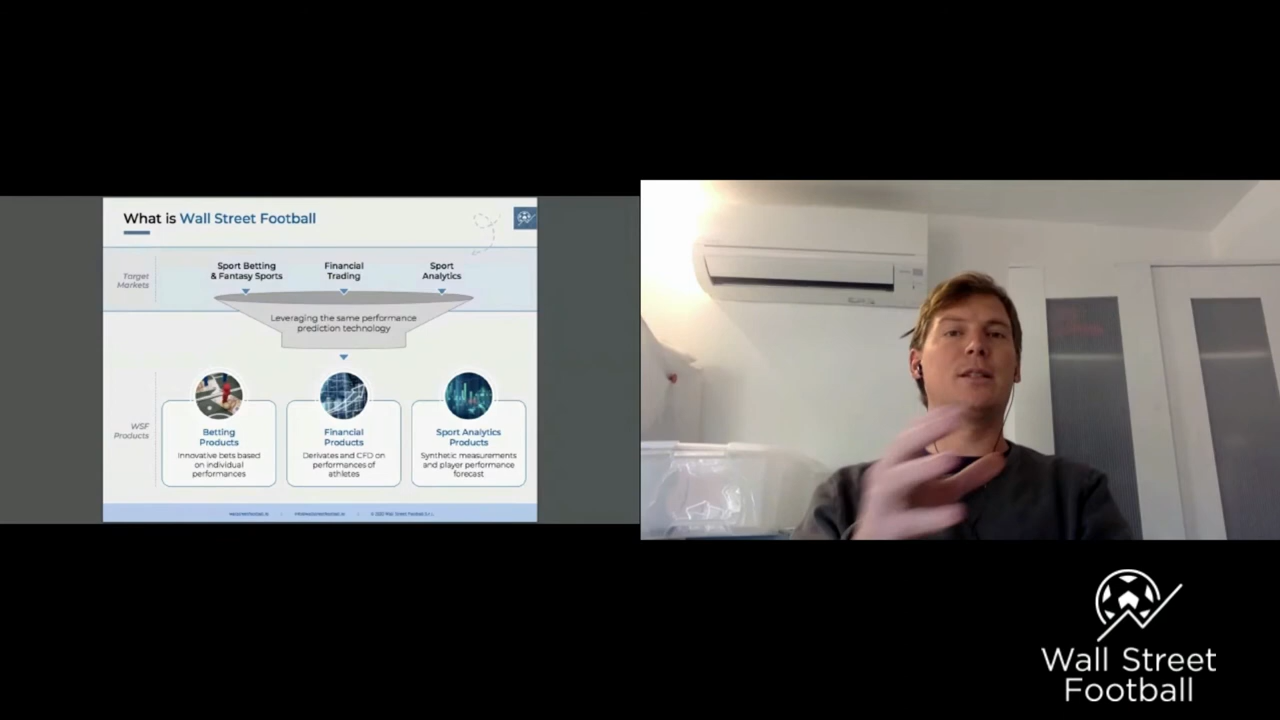 What is Wall Street Football
Target
Markets
Sport Betting
& Fantasy Sports
Financial
Trading
Sport
Analytics
Leveraging the same performance
prediction technology
WSF
Products
Betting
Products
Innovative bets based
on individual
performances
Financial
Products
Derivates and CFD on
performances of
athletes
Sport Analytics
Products
Synthetic measurements
and player performance
forecast
Wall Street
Football